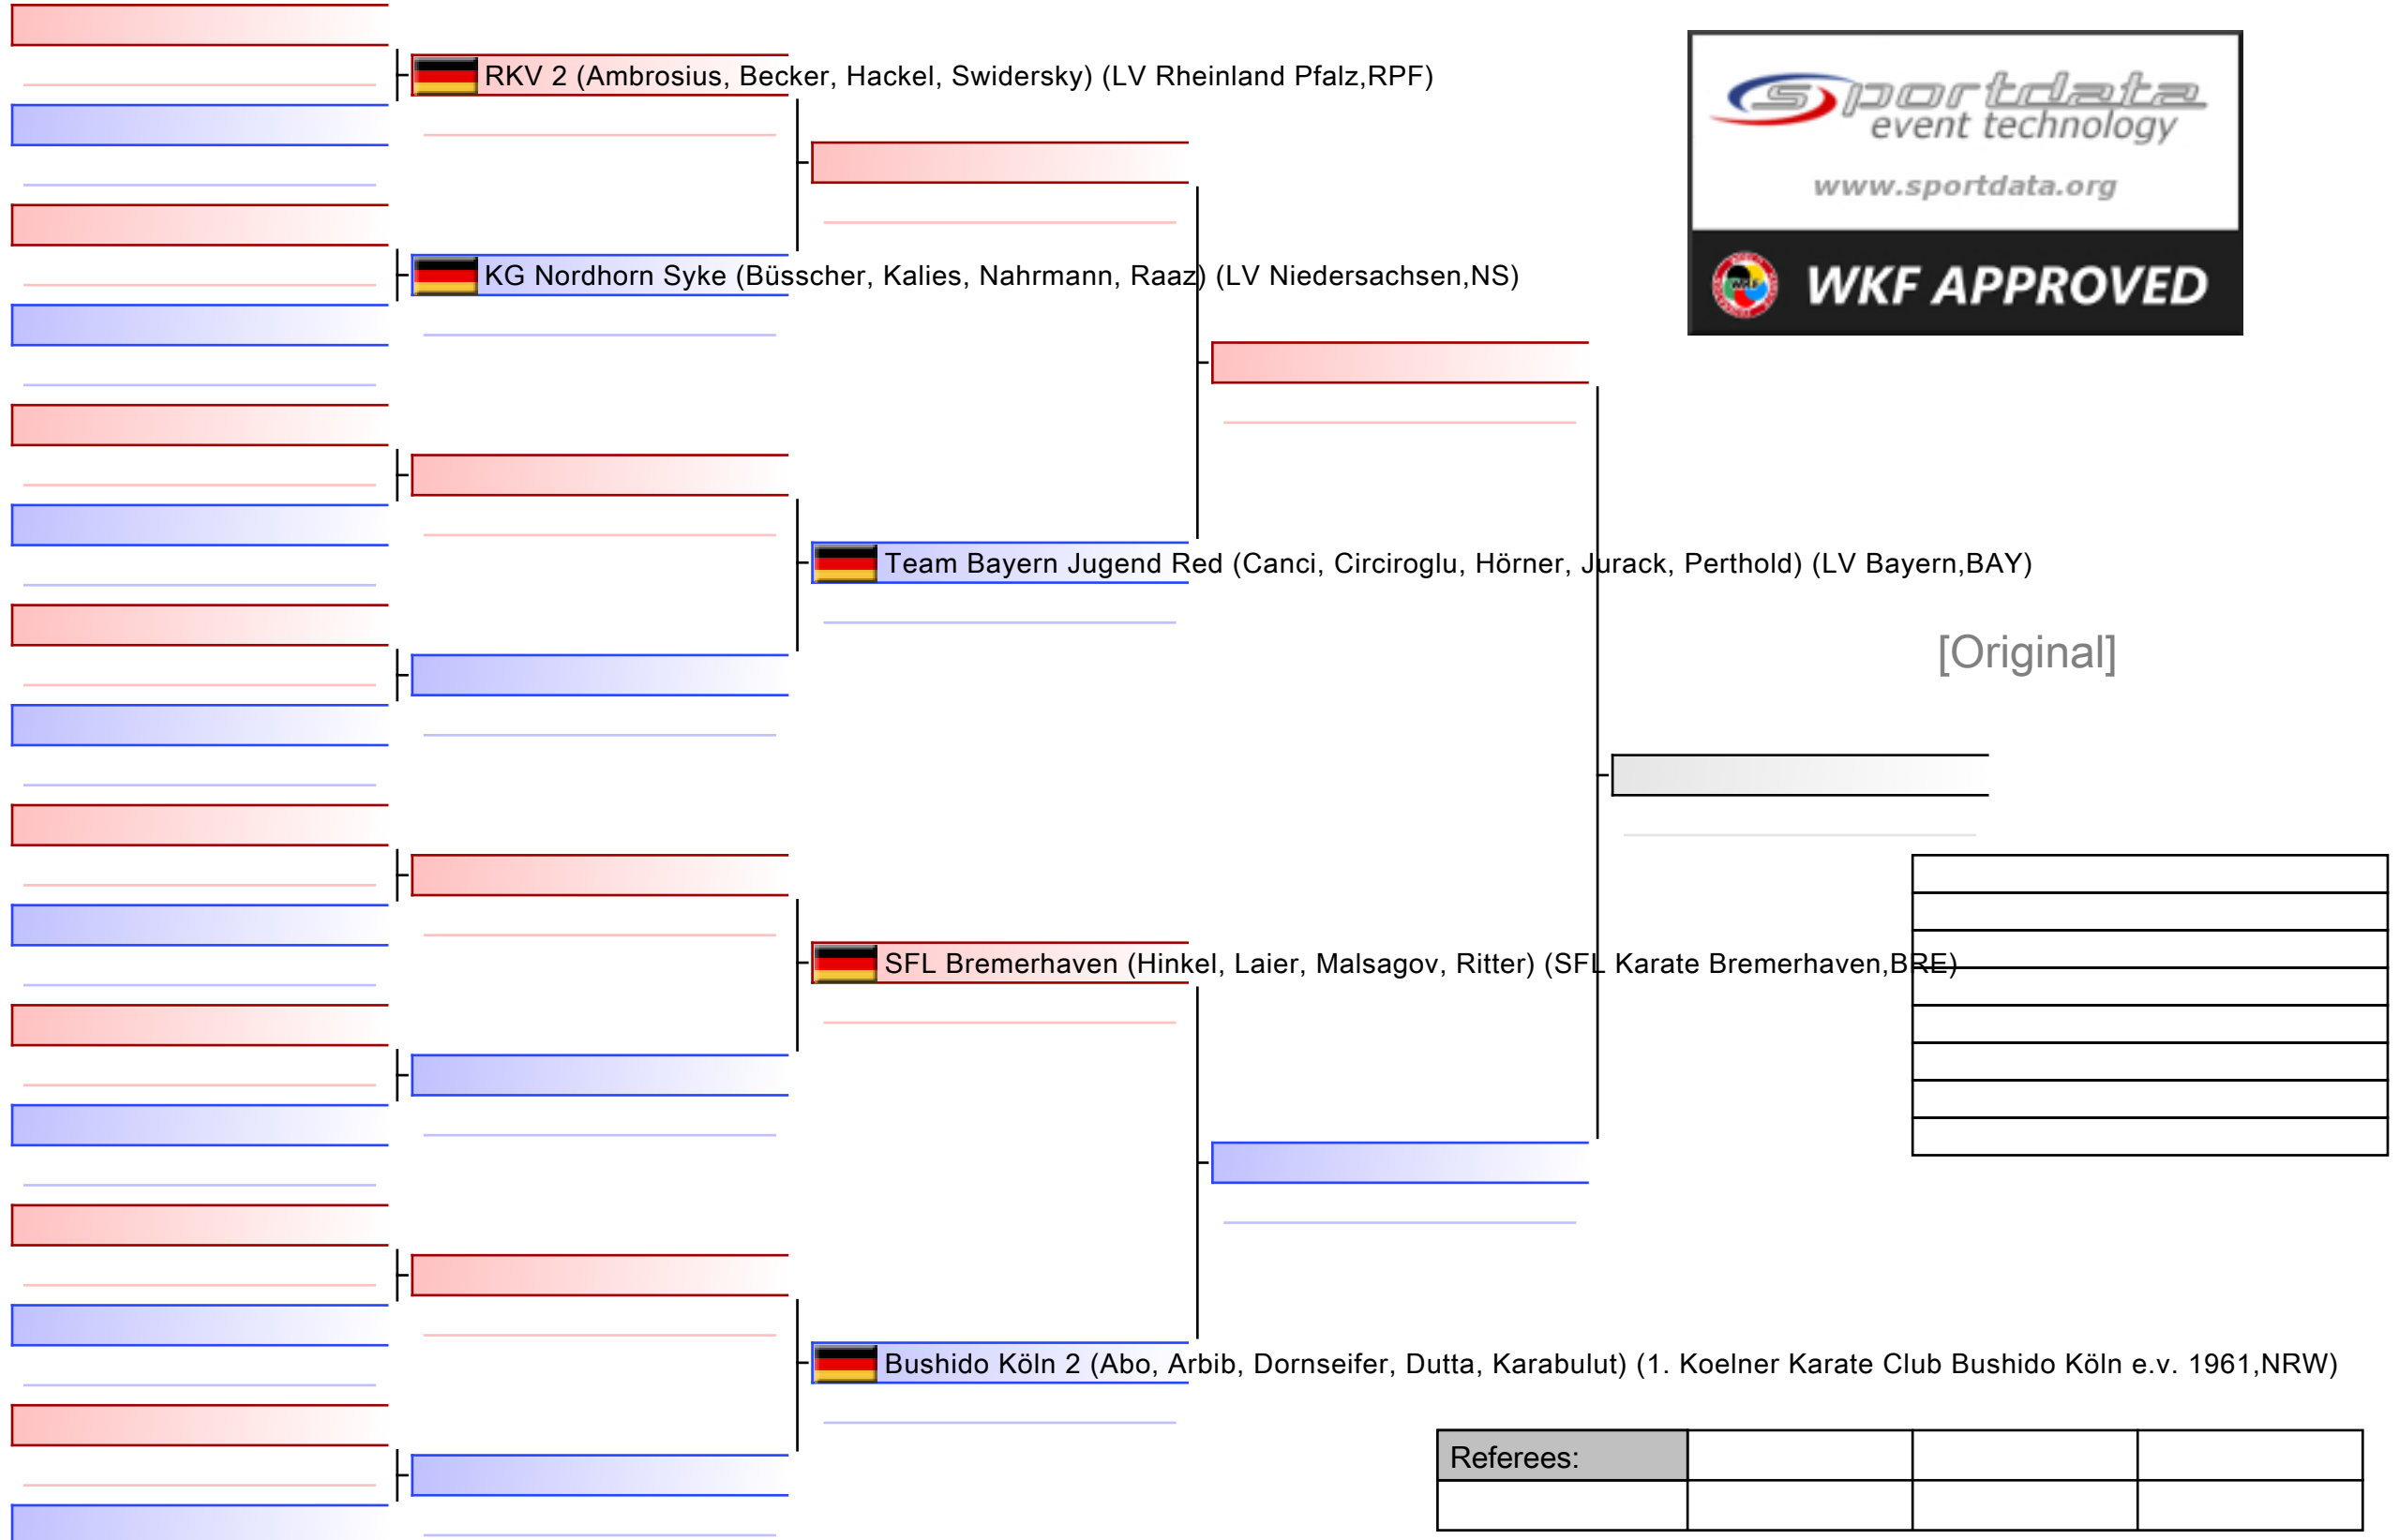 RKV 2 (Ambrosius, Becker, Hackel, Swidersky) (LV Rheinland Pfalz,RPF)
sportdata
event technology
www.sportdata.org
WKF APPROVED
KG Nordhorn Syke (Büsscher, Kalies, Nahrmann, Raaz) (LV Niedersachsen,NS)
Team Bayern Jugend Red (Canci, Circiroglu, Hörner, Jurack, Perthold) (LV Bayern,BAY)
[Original]
SFL Bremerhaven (Hinkel, Laier, Malsagov, Ritter) (SFL Karate Bremerhaven,BRE)
Bushido Köln 2 (Abo, Arbib, Dornseifer, Dutta, Karabulut) (1. Koelner Karate Club Bushido Köln e.v. 1961,NRW)
Referees: